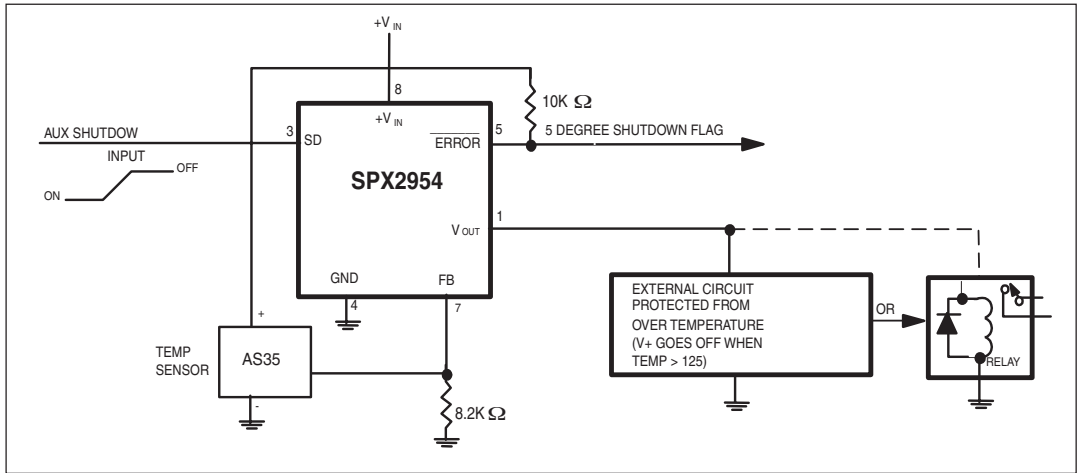 +V IN
8
10K Ω
+V IN
AUX SHUTDOW
3
SD
ERROR
5
5 DEGREE SHUTDOWN FLAG
INPUT
OFF
ON
SPX2954
1
V OUT
GND
FB
4
7
EXTERNAL CIRCUIT
PROTECTED FROM
OVER TEMPERATURE
(V+ GOES OFF WHEN
TEMP > 125)
OR
RELAY
+
TEMP
SENSOR
AS35
-
8.2K Ω